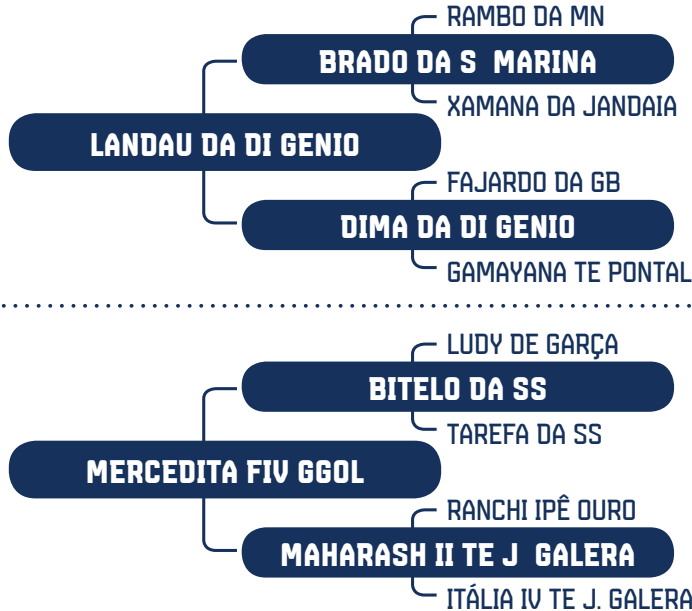 RAMBO DA MN
BRADO DA S MARINA
XAMANA DA JANDAIA
LANDAU DA DI GENIO
FAJARDO DA GB
DIMA DA DI GENIO
GAMAYANA TE PONTAL
LUDY DE GARÇA
BITELO DA SS
TAREFA DA SS
MERCEDITA FIV GGOL
RANCHI IPÊ OURO
MAHARASH II TE J GALERA
ITÁLIA IV TE J. GALERA